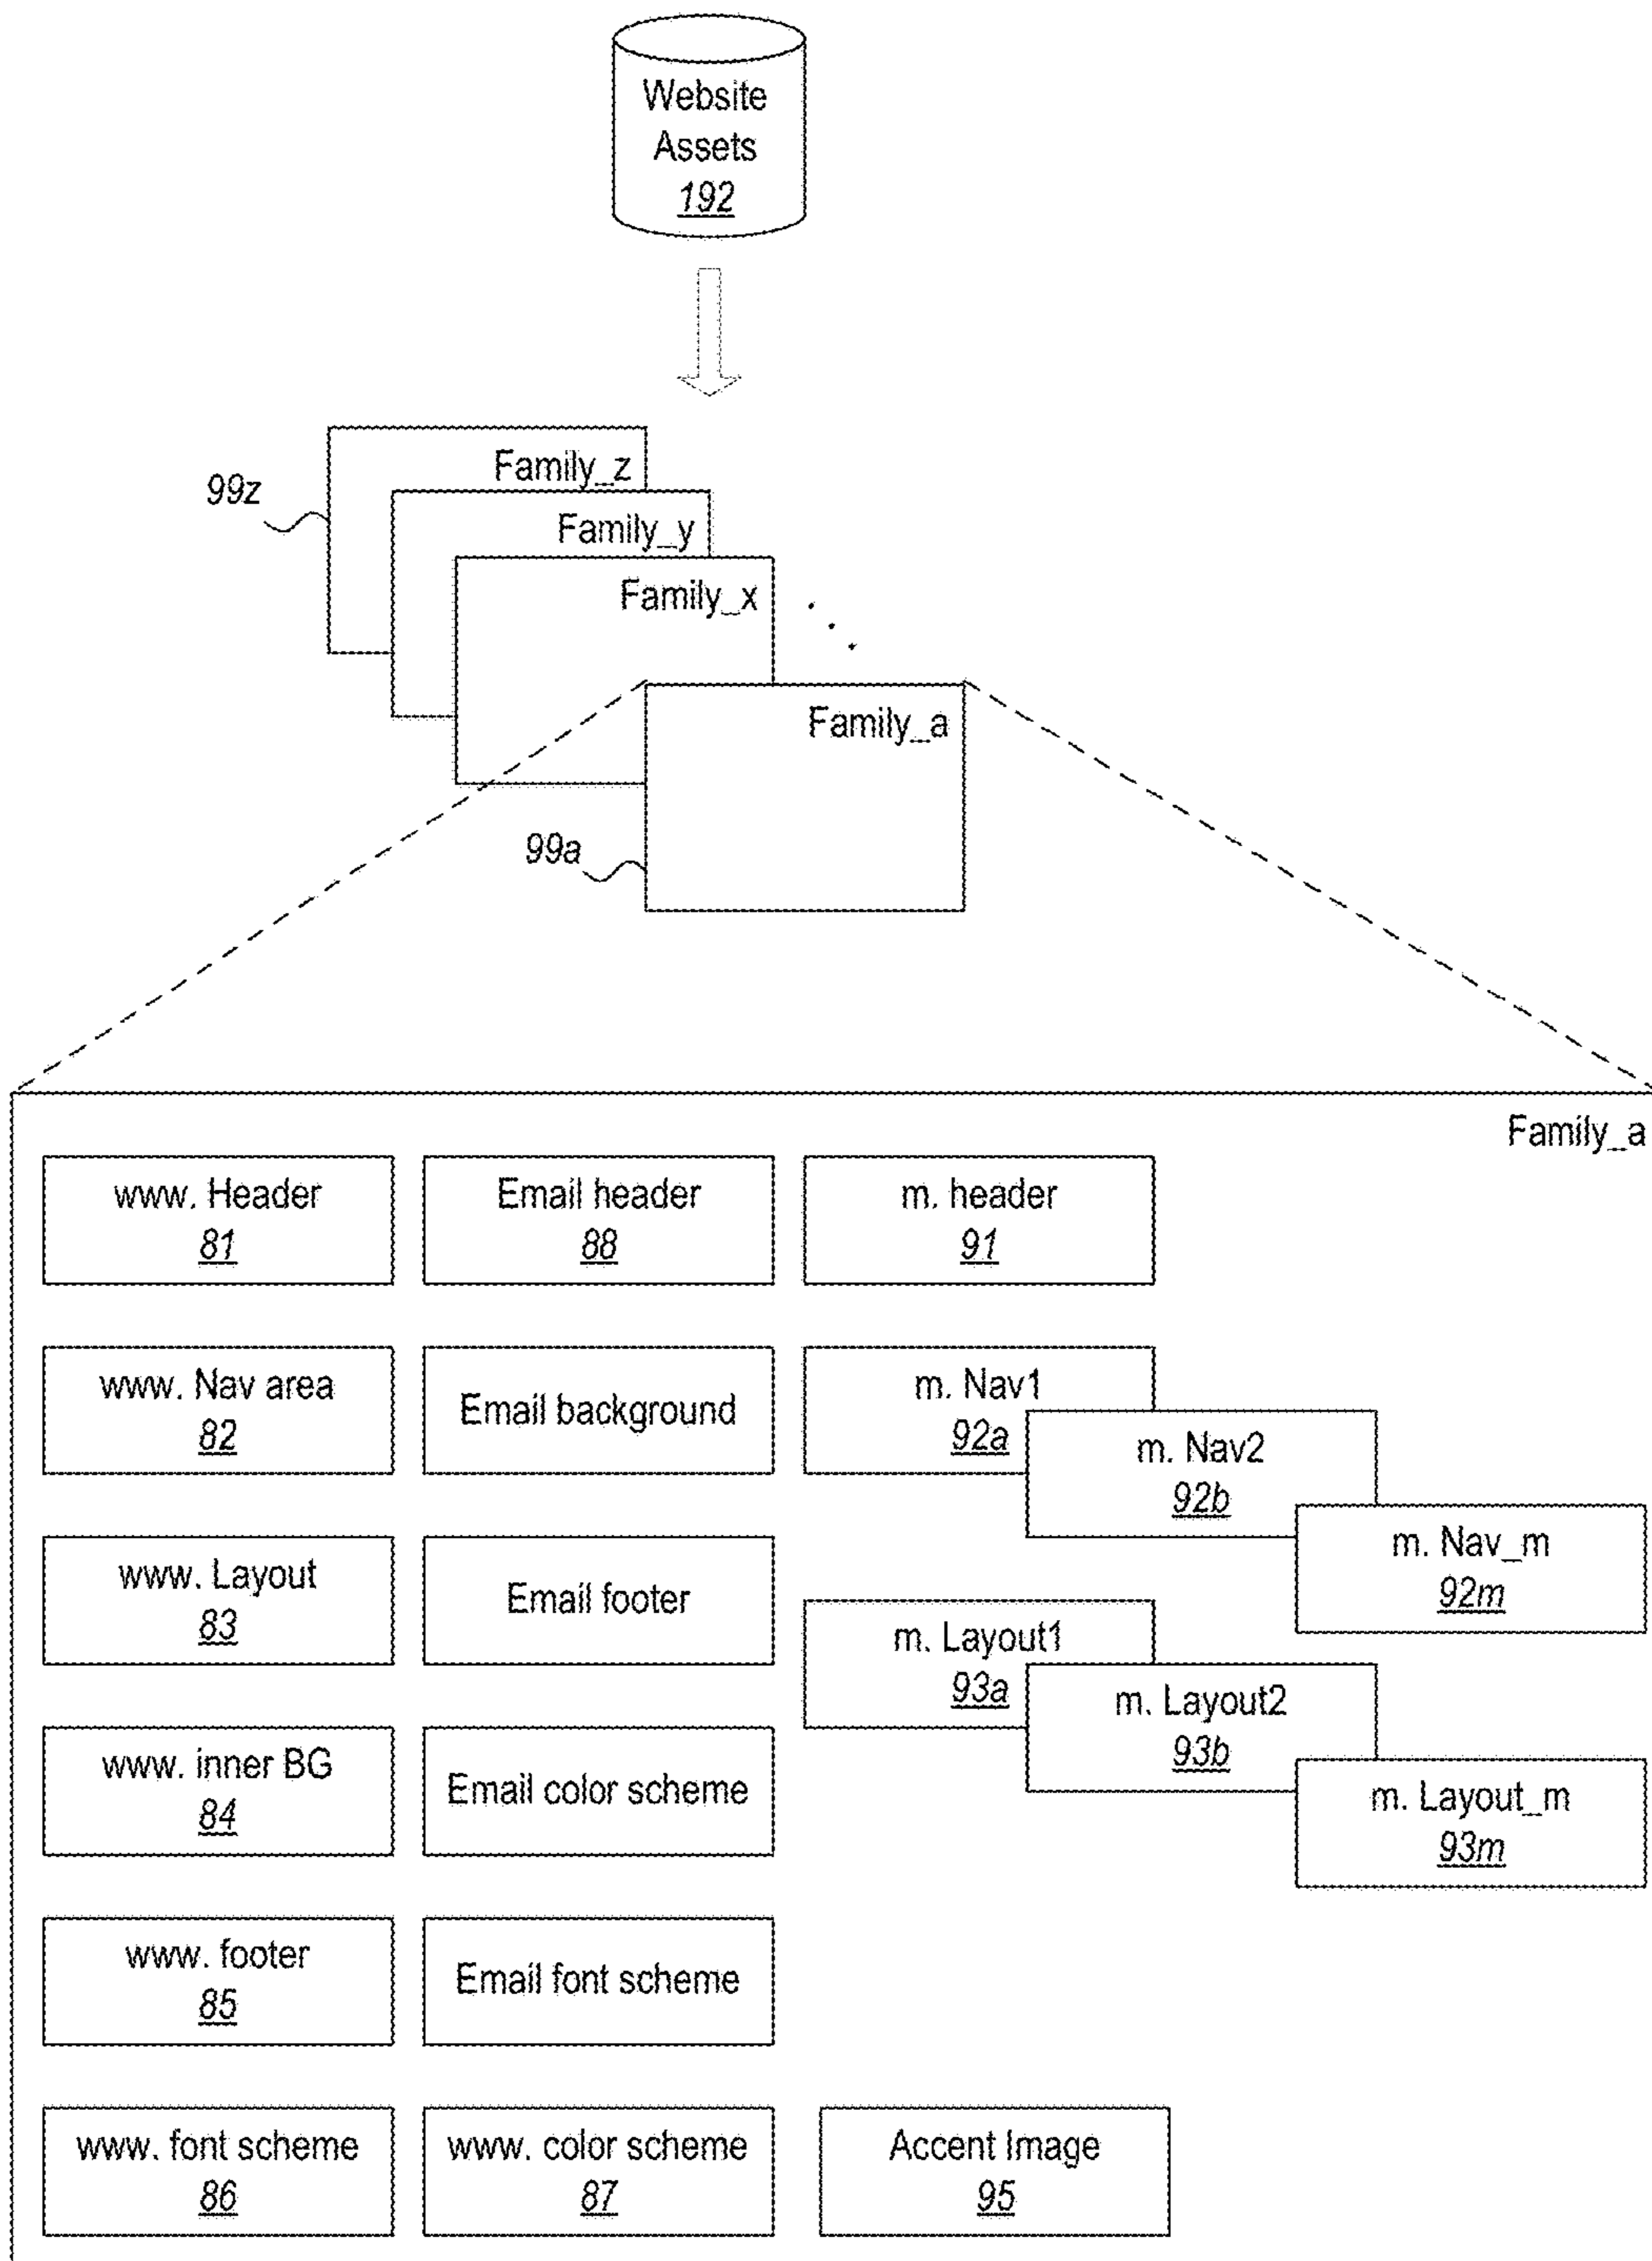 Website
Assets
192
Family_z
99z
Family_y
Family_x
Family_a
99a
Family_a
www. Header
81
Email header
88
m. header
91
www. Nav area
82
Email background
m. Nav1
92a
m. Nav2
92b
m. Nav_m
92m
www. Layout
83
Email footer
m. Layout1
93a
m. Layout2
93b
m. Layout_m
93m
www. inner BG
84
Email color scheme
www. footer
85
Email font scheme
www. font scheme
86
www. color scheme
87
Accent Image
95